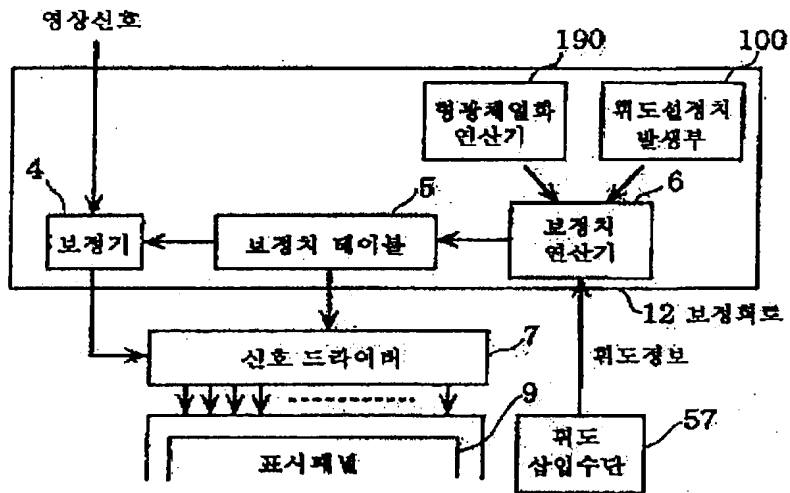 영상신호
190
100
형광체열화
연산기
휘도설정치
발생부
4
5
6
보정기
보정치 테이블
보정치
연산기
12 보정회로
7
신호 드라이버
휘도정보
9
57
표시패널
휘도
삽입수단